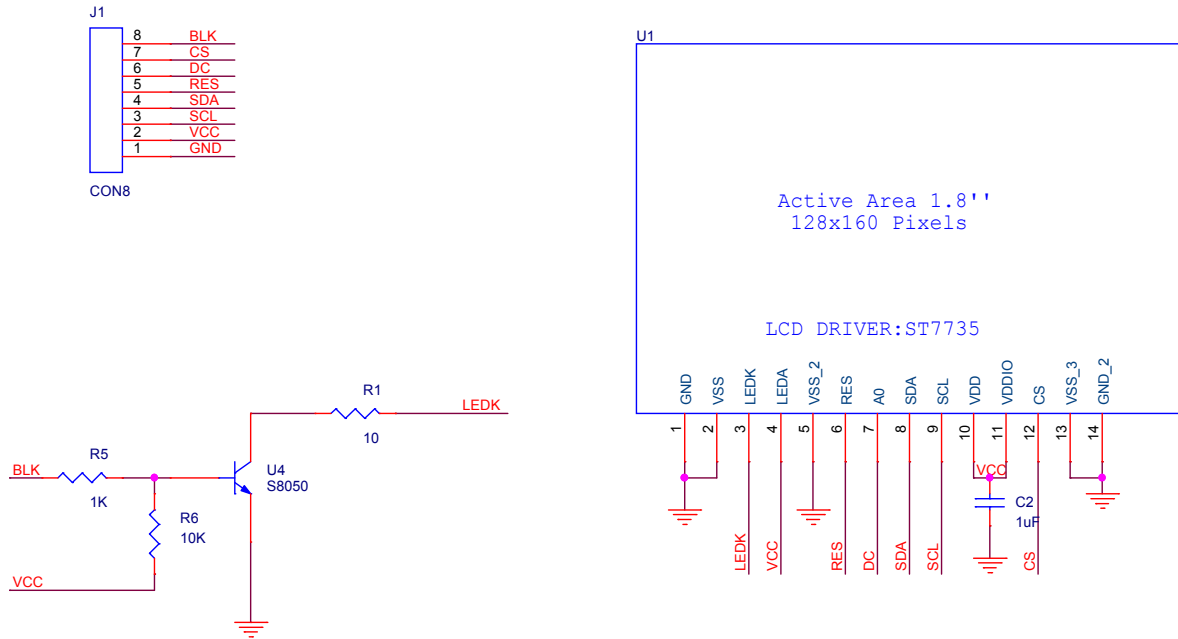 J1
8 BLK
7 CS
6 DC
5 RES
4 SDA
3 SCL
2 VCC
1 GND
CON8
U1
Active Area 1.8''
128x160 Pixels
LCD DRIVER:ST7735
GND
VSS
LEDK
LEDA
VSS_2
RES
A0
SDA
SCL
VDD
VDDIO
CS
VSS_3
GND_2
1
2
3
4
5
6
7
8
9
10
11
12
13
14
VCC
C2
1uF
LEDK
VCC
RES
DC
SDA
SCL
CS
R1
LEDK
10
BLK
R5
1K
U4
S8050
R6
10K
VCC